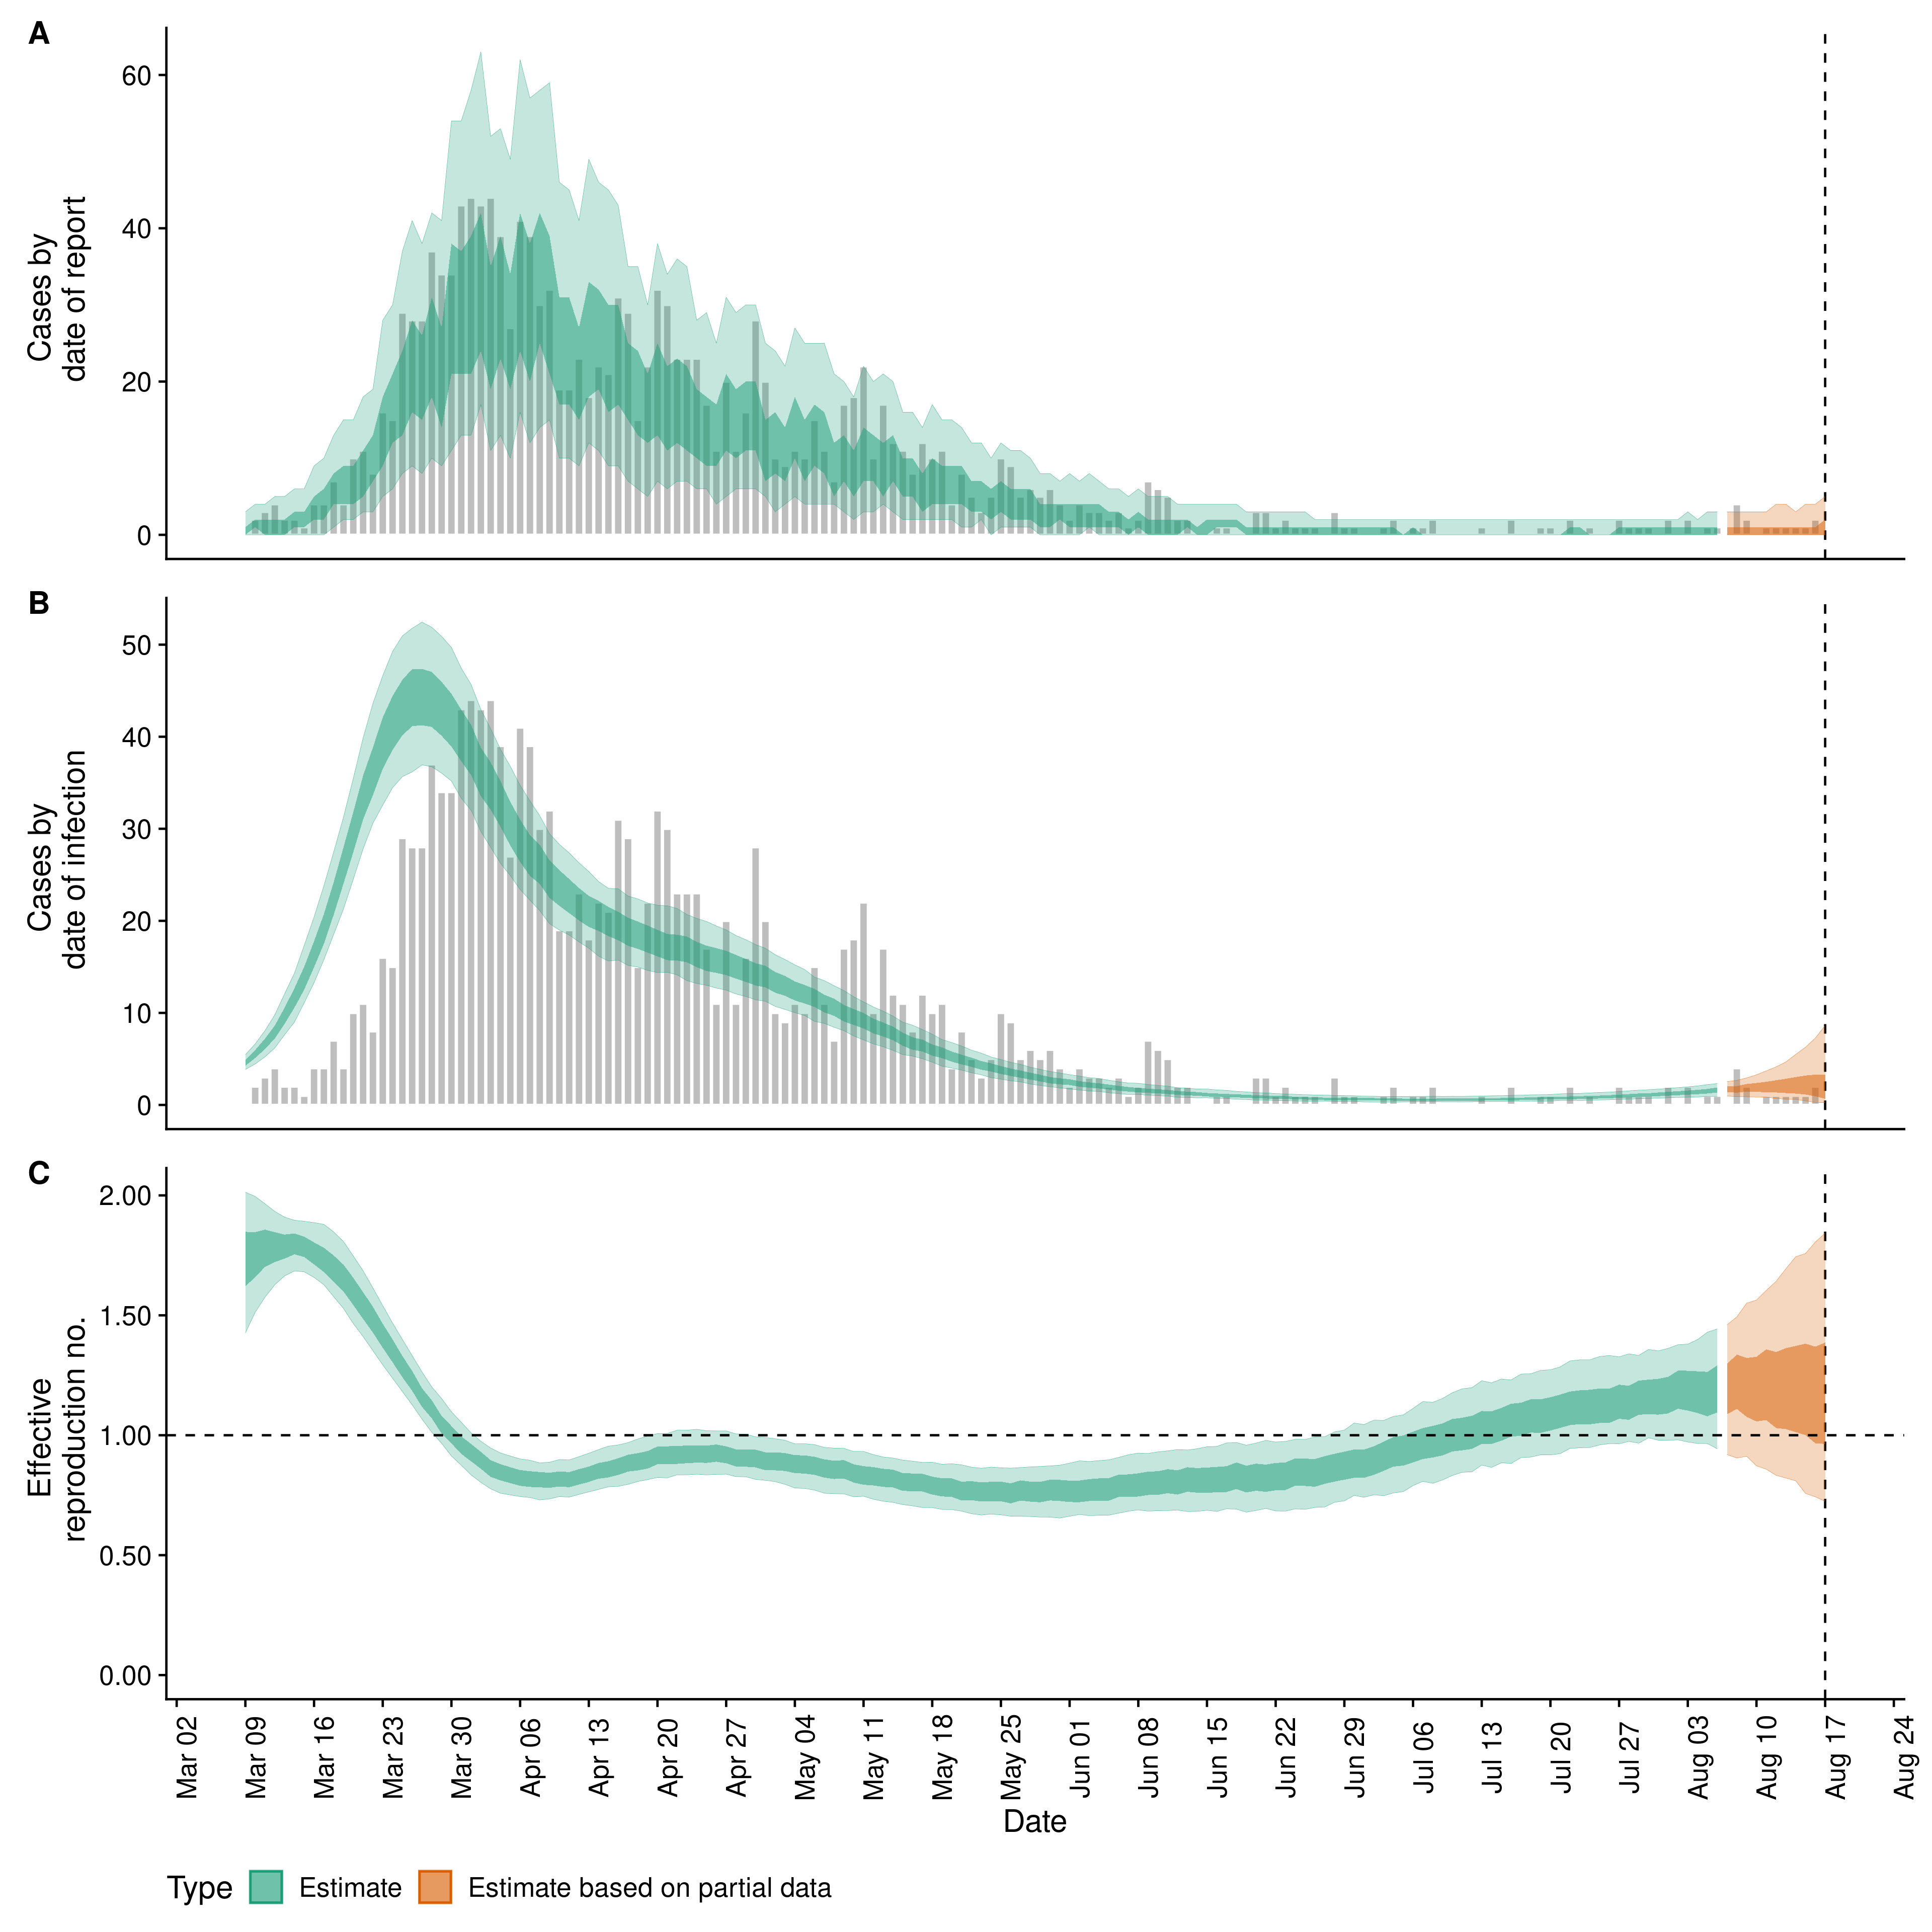 A
Cases by
date of report
60
40
20
0
B
Cases by
date of infection
50
40
30
20
10
0
C
Effective
reproduction no.
2.00
1.50
1.00
0.50
0.00
Mar 02
Mar 09
Mar 16
Mar 23
Mar 30
Apr 06
Apr 13
Apr 20
Apr 27
May 04
May 11
May 18
May 25
Jun 01
Jun 08
Jun 15
Jun 22
Jun 29
Jul 06
Jul 13
Jul 20
Jul 27
Aug 03
Aug 10
Aug 17
Aug 24
Date
Type Estimate Estimate based on partial data